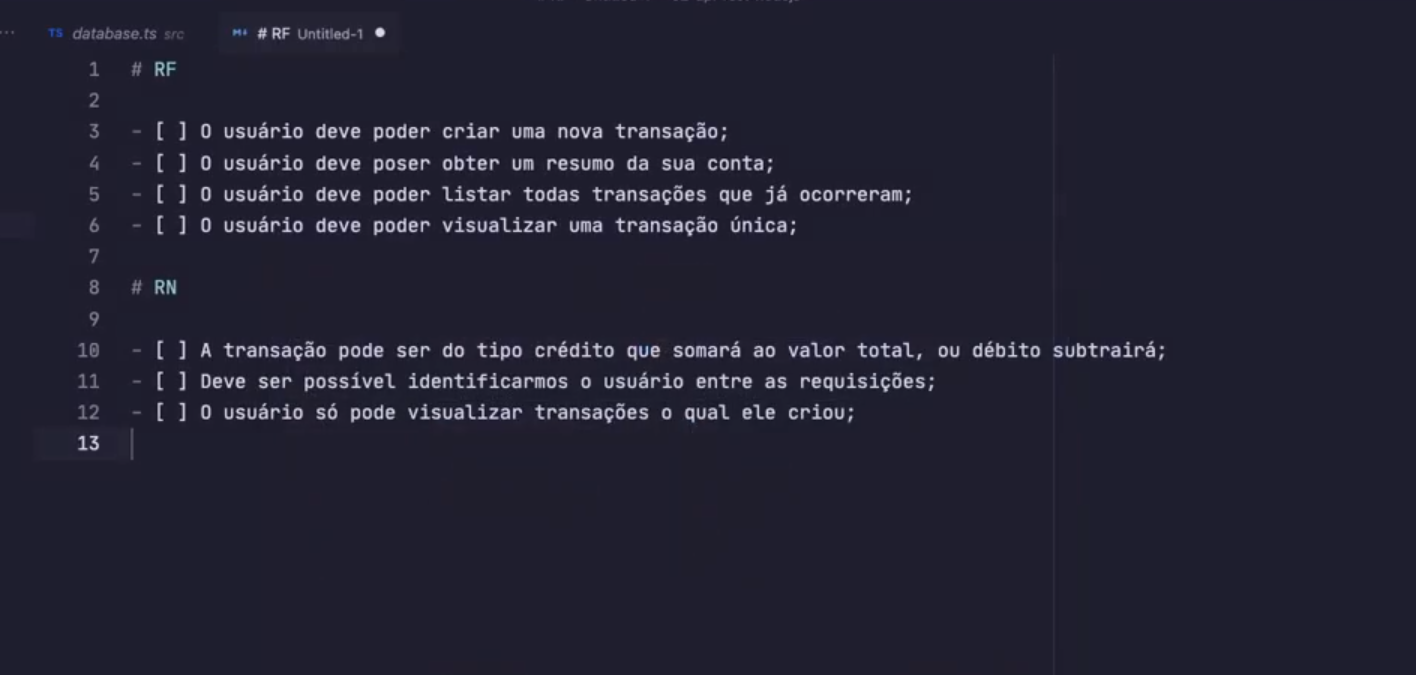 database.ts src
# RF Untitled-1
1 # RF
2
3 - [ ] O usuário deve poder criar uma nova transação;
4 - [ ] O usuário deve poser obter um resumo da sua conta;
5 - [ ] O usuário deve poder listar todas transações que já ocorreram;
6 - [ ] O usuário deve poder visualizar uma transação única;
7
8 # RN
9
10 - [ ] A transação pode ser do tipo crédito que somará ao valor total, ou débito subtrairá;
11 - [ ] Deve ser possível identificarmos o usuário entre as requisições;
12 - [ ] O usuário só pode visualizar transações o qual ele criou;
13